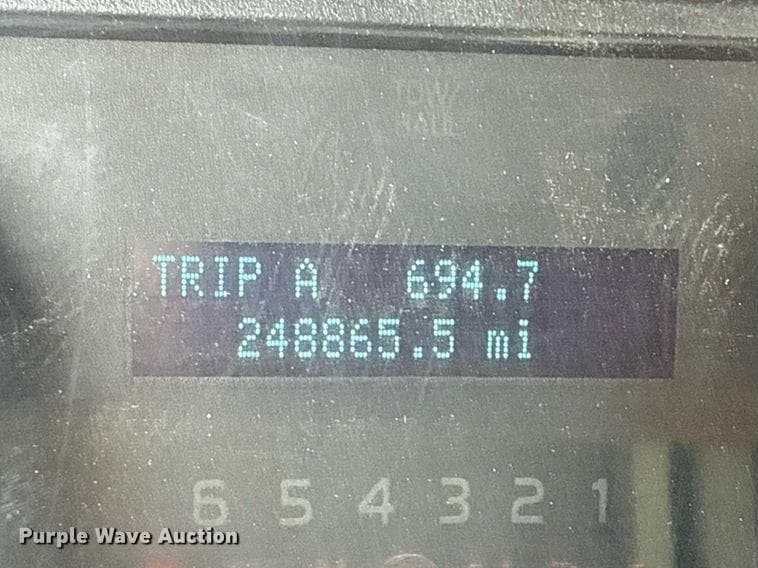 TOW/
HAUL
TRIP A 694.7
248865.5 mi
6 5 4 3 2 1
Purple Wave Auction